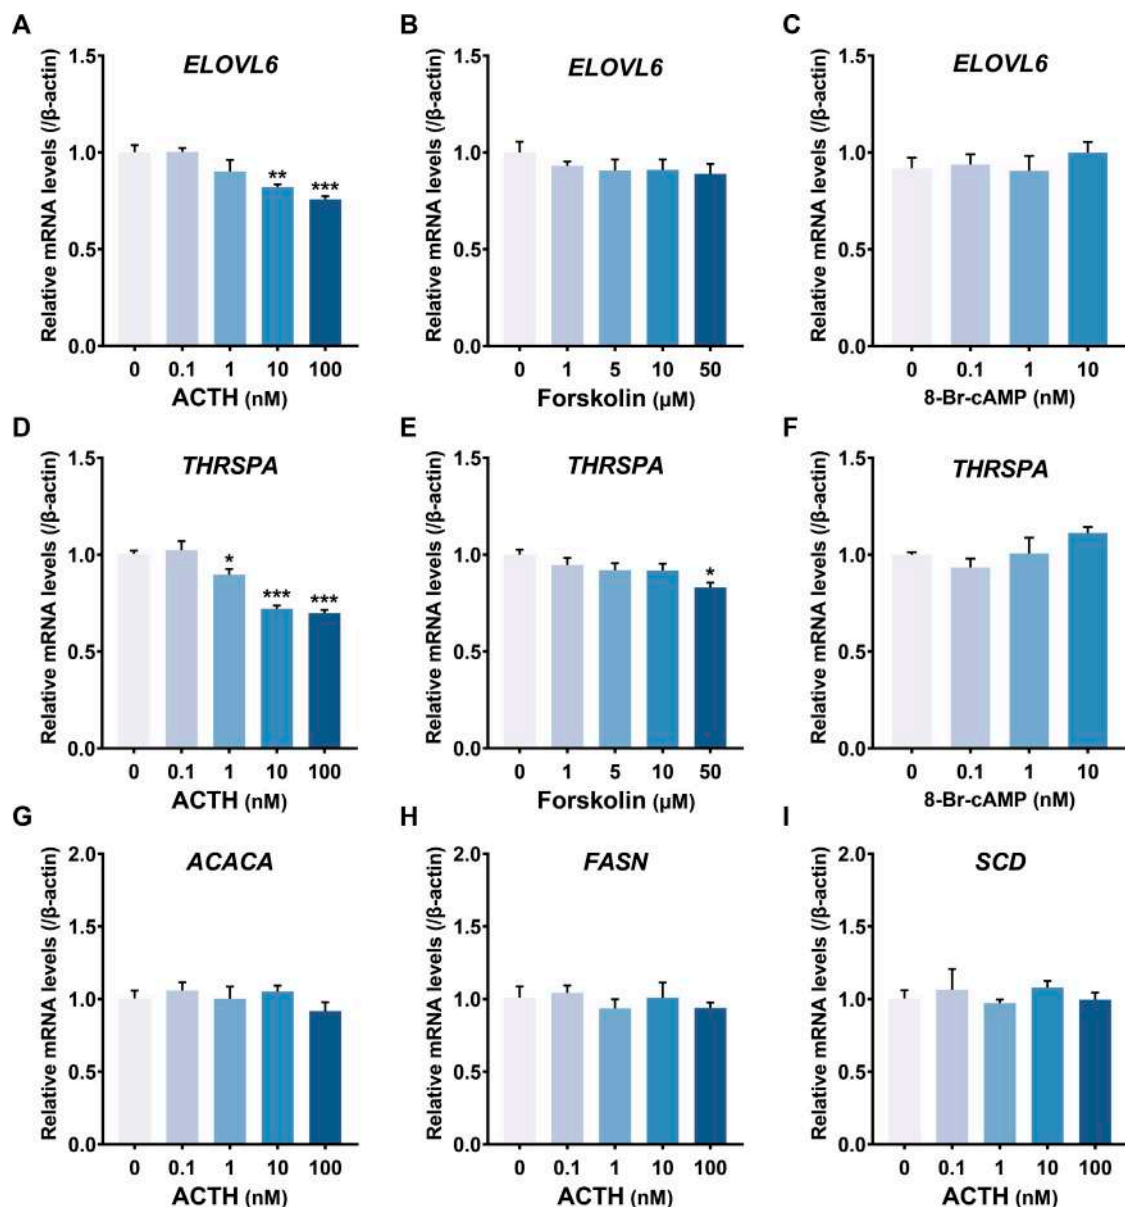 A
B
C
ELOVL6
ELOVL6
ELOVL6
Relative mRNA levels (/β-actin)
Relative mRNA levels (/β-actin)
Relative mRNA levels (/β-actin)
1.5
1.0
0.5
0.0
1.5
1.0
0.5
0.0
1.5
1.0
0.5
0.0
** ***
0 0.1 1 10 100
0 1 5 10 50
0 0.1 1 10
ACTH (nM)
Forskolin (µM)
8-Br-cAMP (nM)
D
E
F
THRSPA
THRSPA
THRSPA
Relative mRNA levels (/β-actin)
Relative mRNA levels (/β-actin)
Relative mRNA levels (/β-actin)
1.5
1.0
0.5
0.0
1.5
1.0
0.5
0.0
1.5
1.0
0.5
0.0
* *** ***
*
0 0.1 1 10 100
0 1 5 10 50
0 0.1 1 10
ACTH (nM)
Forskolin (µM)
8-Br-cAMP (nM)
G
H
I
ACACA
FASN
SCD
Relative mRNA levels (/β-actin)
Relative mRNA levels (/β-actin)
Relative mRNA levels (/β-actin)
2.0
1.5
1.0
0.5
0.0
2.0
1.5
1.0
0.5
0.0
2.0
1.5
1.0
0.5
0.0
0 0.1 1 10 100
0 0.1 1 10 100
0 0.1 1 10 100
ACTH (nM)
ACTH (nM)
ACTH (nM)